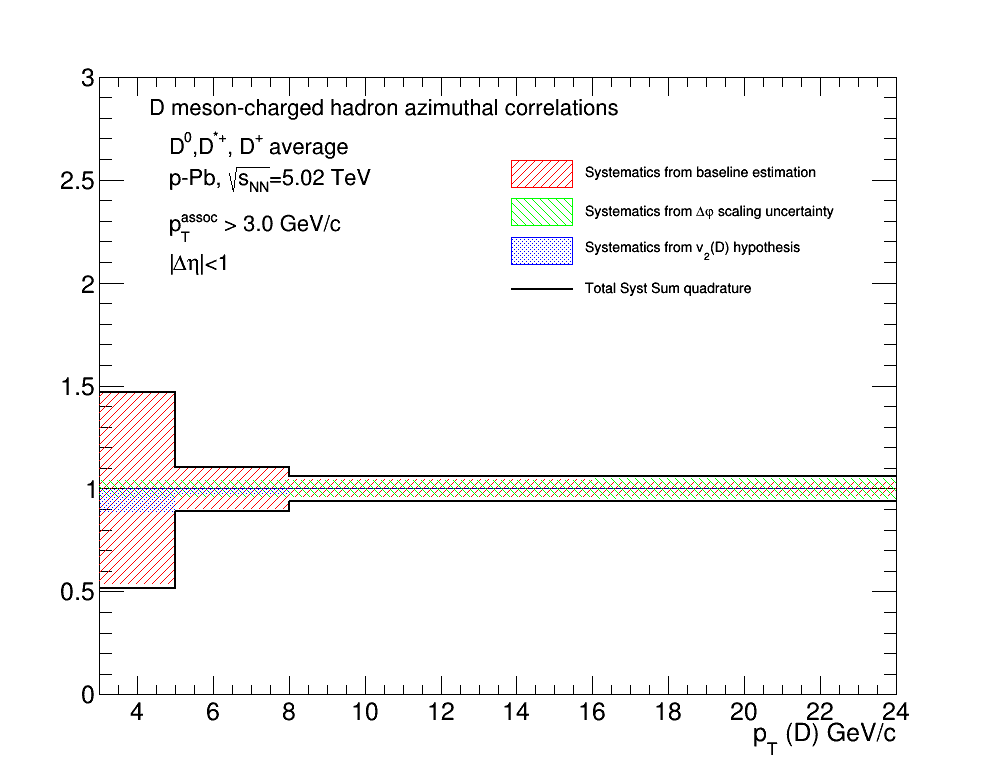 D meson-charged hadron azimuthal correlations
D⁰,D*⁺, D⁺ average
p-Pb, √sNN=5.02 TeV
pT^assoc > 3.0 GeV/c
|Δη|<1
Systematics from baseline estimation
Systematics from Δφ scaling uncertainty
Systematics from v₂(D) hypothesis
Total Syst Sum quadrature
3
2.5
2
1.5
1
0.5
0
4 6 8 10 12 14 16 18 20 22 24
pT (D) GeV/c